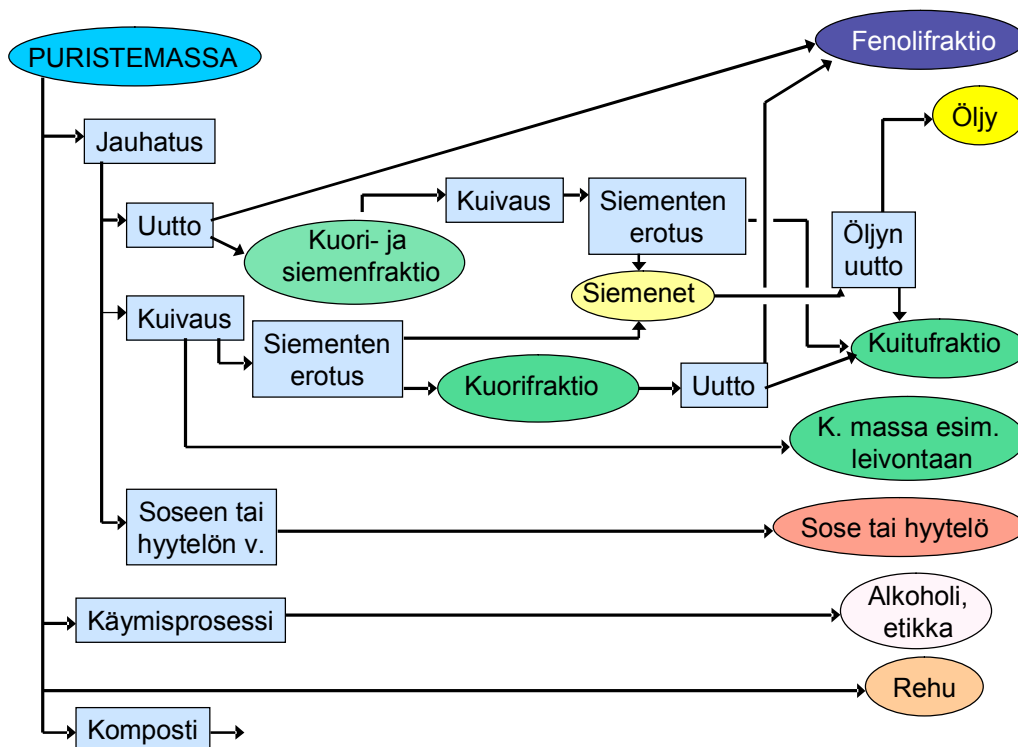 PURISTEMASSA
Fenolifraktio
Öljy
Jauhatus
Kuivaus
Siementen
erotus
Uutto
Kuori- ja
siemenfraktio
Öljyn
uutto
Siemenet
Kuivaus
Siementen
erotus
Kuitufraktio
Kuorifraktio
Uutto
K. massa esim.
leivontaan
Soseen tai
hyytelön v.
Sose tai hyytelö
Käymisprosessi
Alkoholi,
etikka
Rehu
Komposti